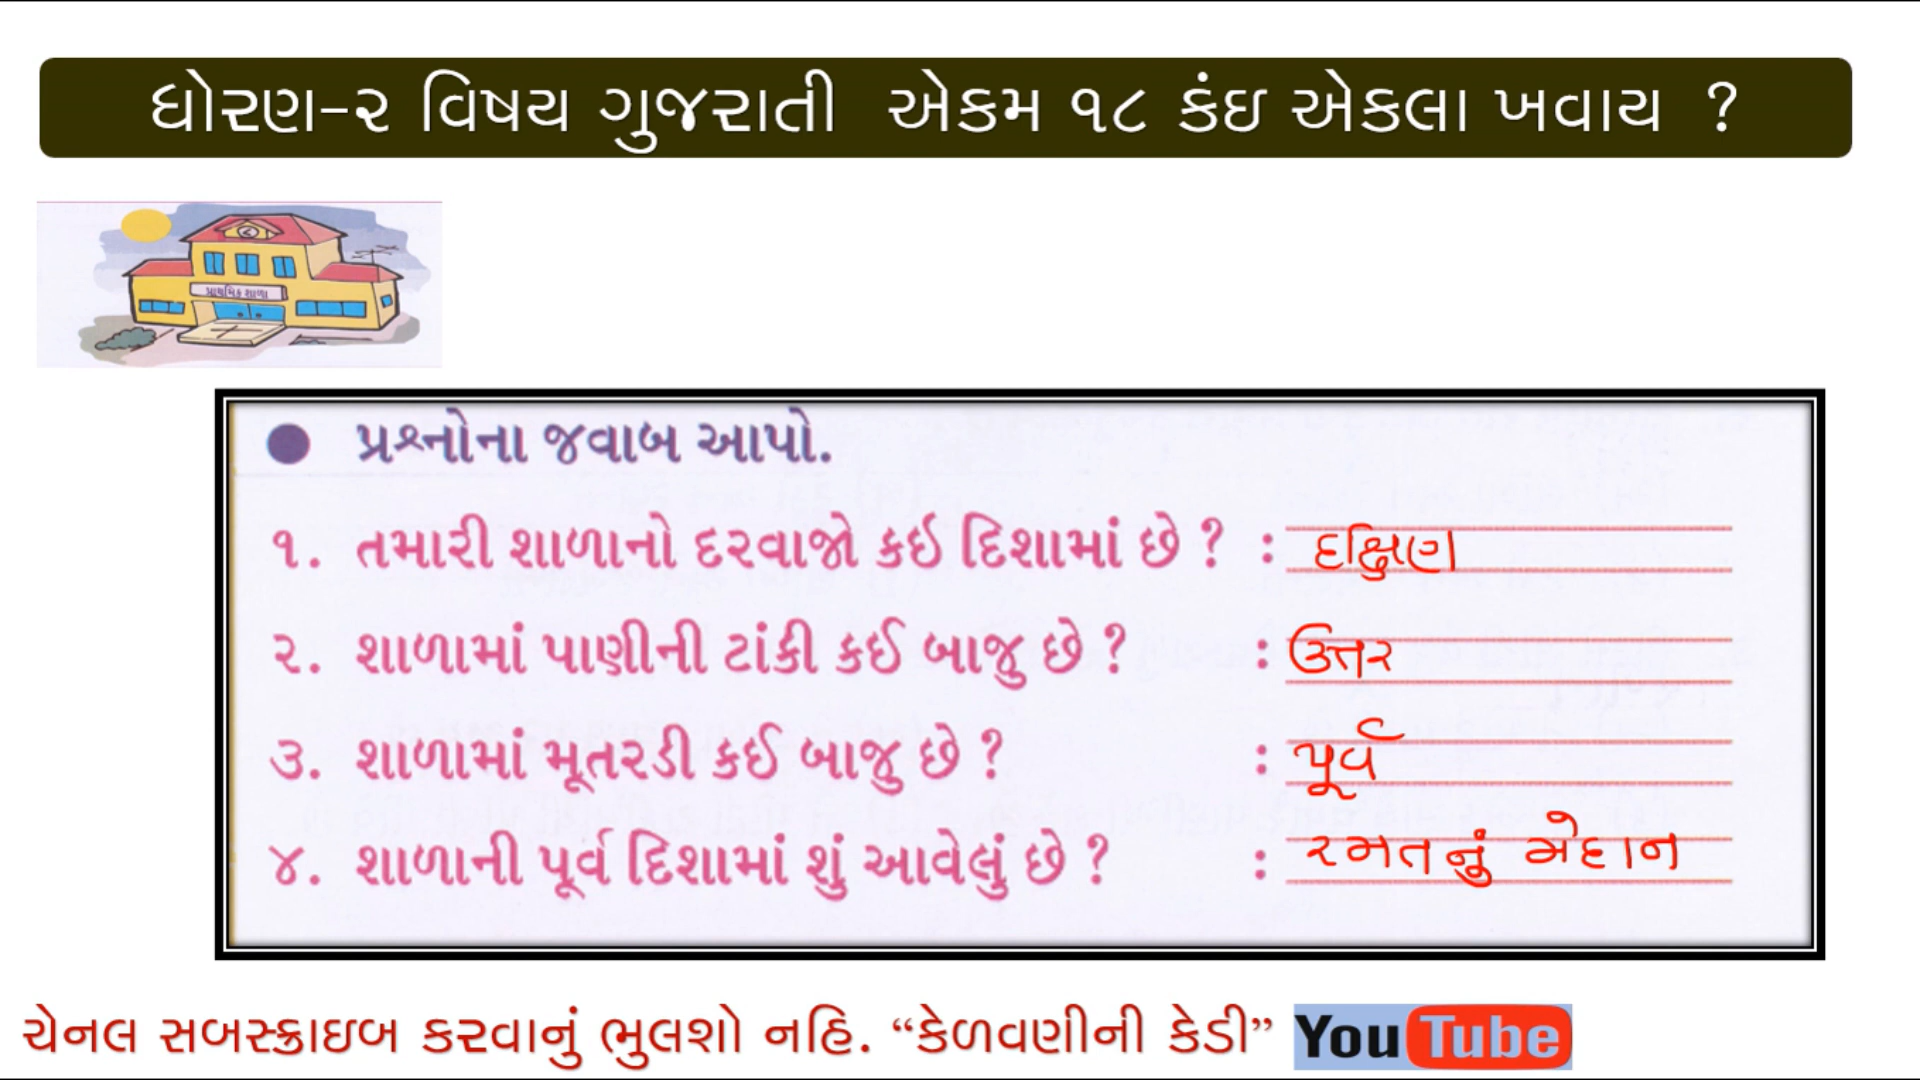 ધોરણ-૨ વિષય ગુજરાતી એકમ ૧૮ કંઇ એકલા ખવાય ?
પ્રાથમિક શાળા
● પ્રશ્નોના જવાબ આપો.
૧. તમારી શાળાનો દરવાજો કઈ દિશામાં છે ? : દક્ષિણ
૨. શાળામાં પાણીની ટાંકી કઈ બાજુ છે ? : ઉત્તર
૩. શાળામાં મૂતરડી કઈ બાજુ છે ? : પૂર્વ
૪. શાળાની પૂર્વ દિશામાં શું આવેલું છે ? : રમતનું મેદાન
ચેનલ સબસ્ક્રાઇબ કરવાનું ભુલશો નહિ. “કેળવણીની કેડી” YouTube